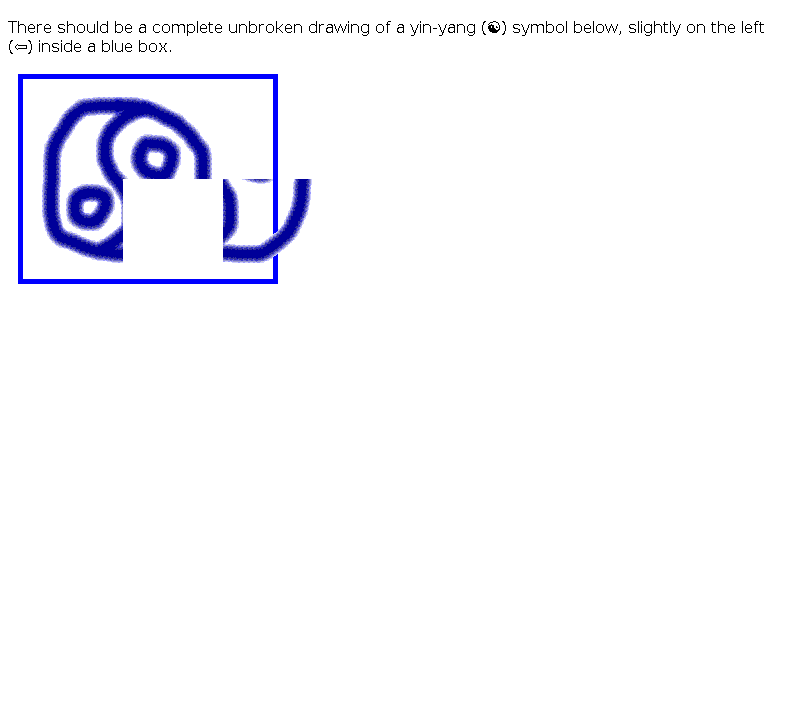 There should be a complete unbroken drawing of a yin-yang (☯) symbol below, slightly on the left
(⇦) inside a blue box.